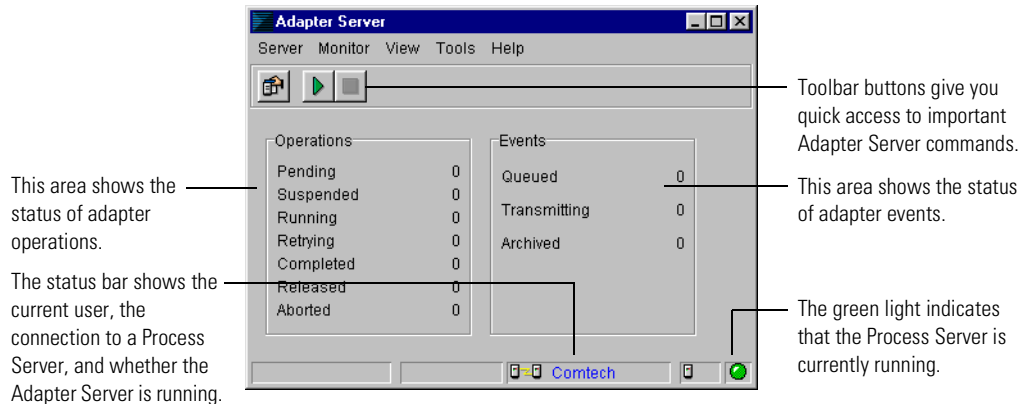 Adapter Server
Server Monitor View Tools Help
Toolbar buttons give you
quick access to important
Adapter Server commands.
Operations
Pending 0
Suspended 0
Running 0
Retrying 0
Completed 0
Released 0
Aborted 0
Events
Queued 0
Transmitting 0
Archived 0
This area shows the
status of adapter
operations.
This area shows the status
of adapter events.
The status bar shows the
current user, the
connection to a Process
Server, and whether the
Adapter Server is running.
Comtech
The green light indicates
that the Process Server is
currently running.